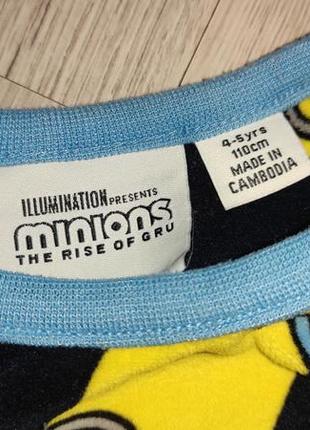 ILLUMINATION PRESENTS
minions
THE RISE OF GRU
4-5yrs
110cm
MADE IN
CAMBODIA